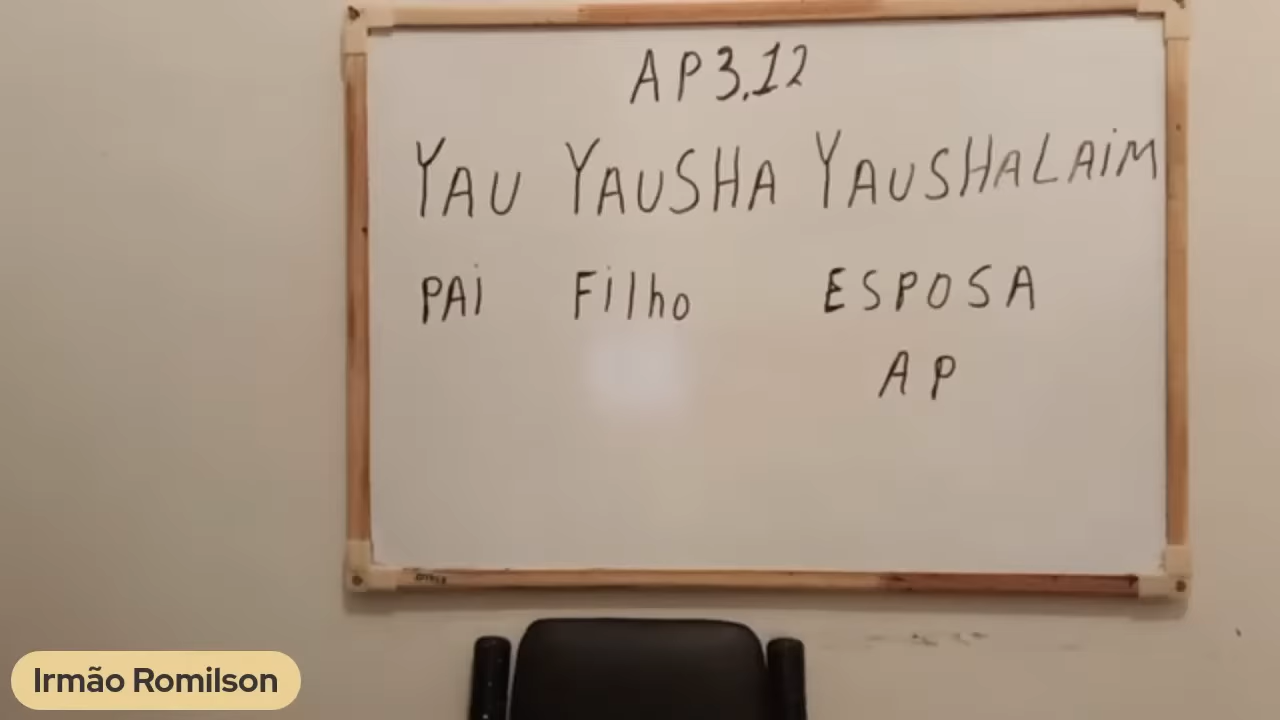 AP3.12
YAU YAUSHA YAUSHALAiM
PAi Filho ESPOSA
AP
Irmão Romilson